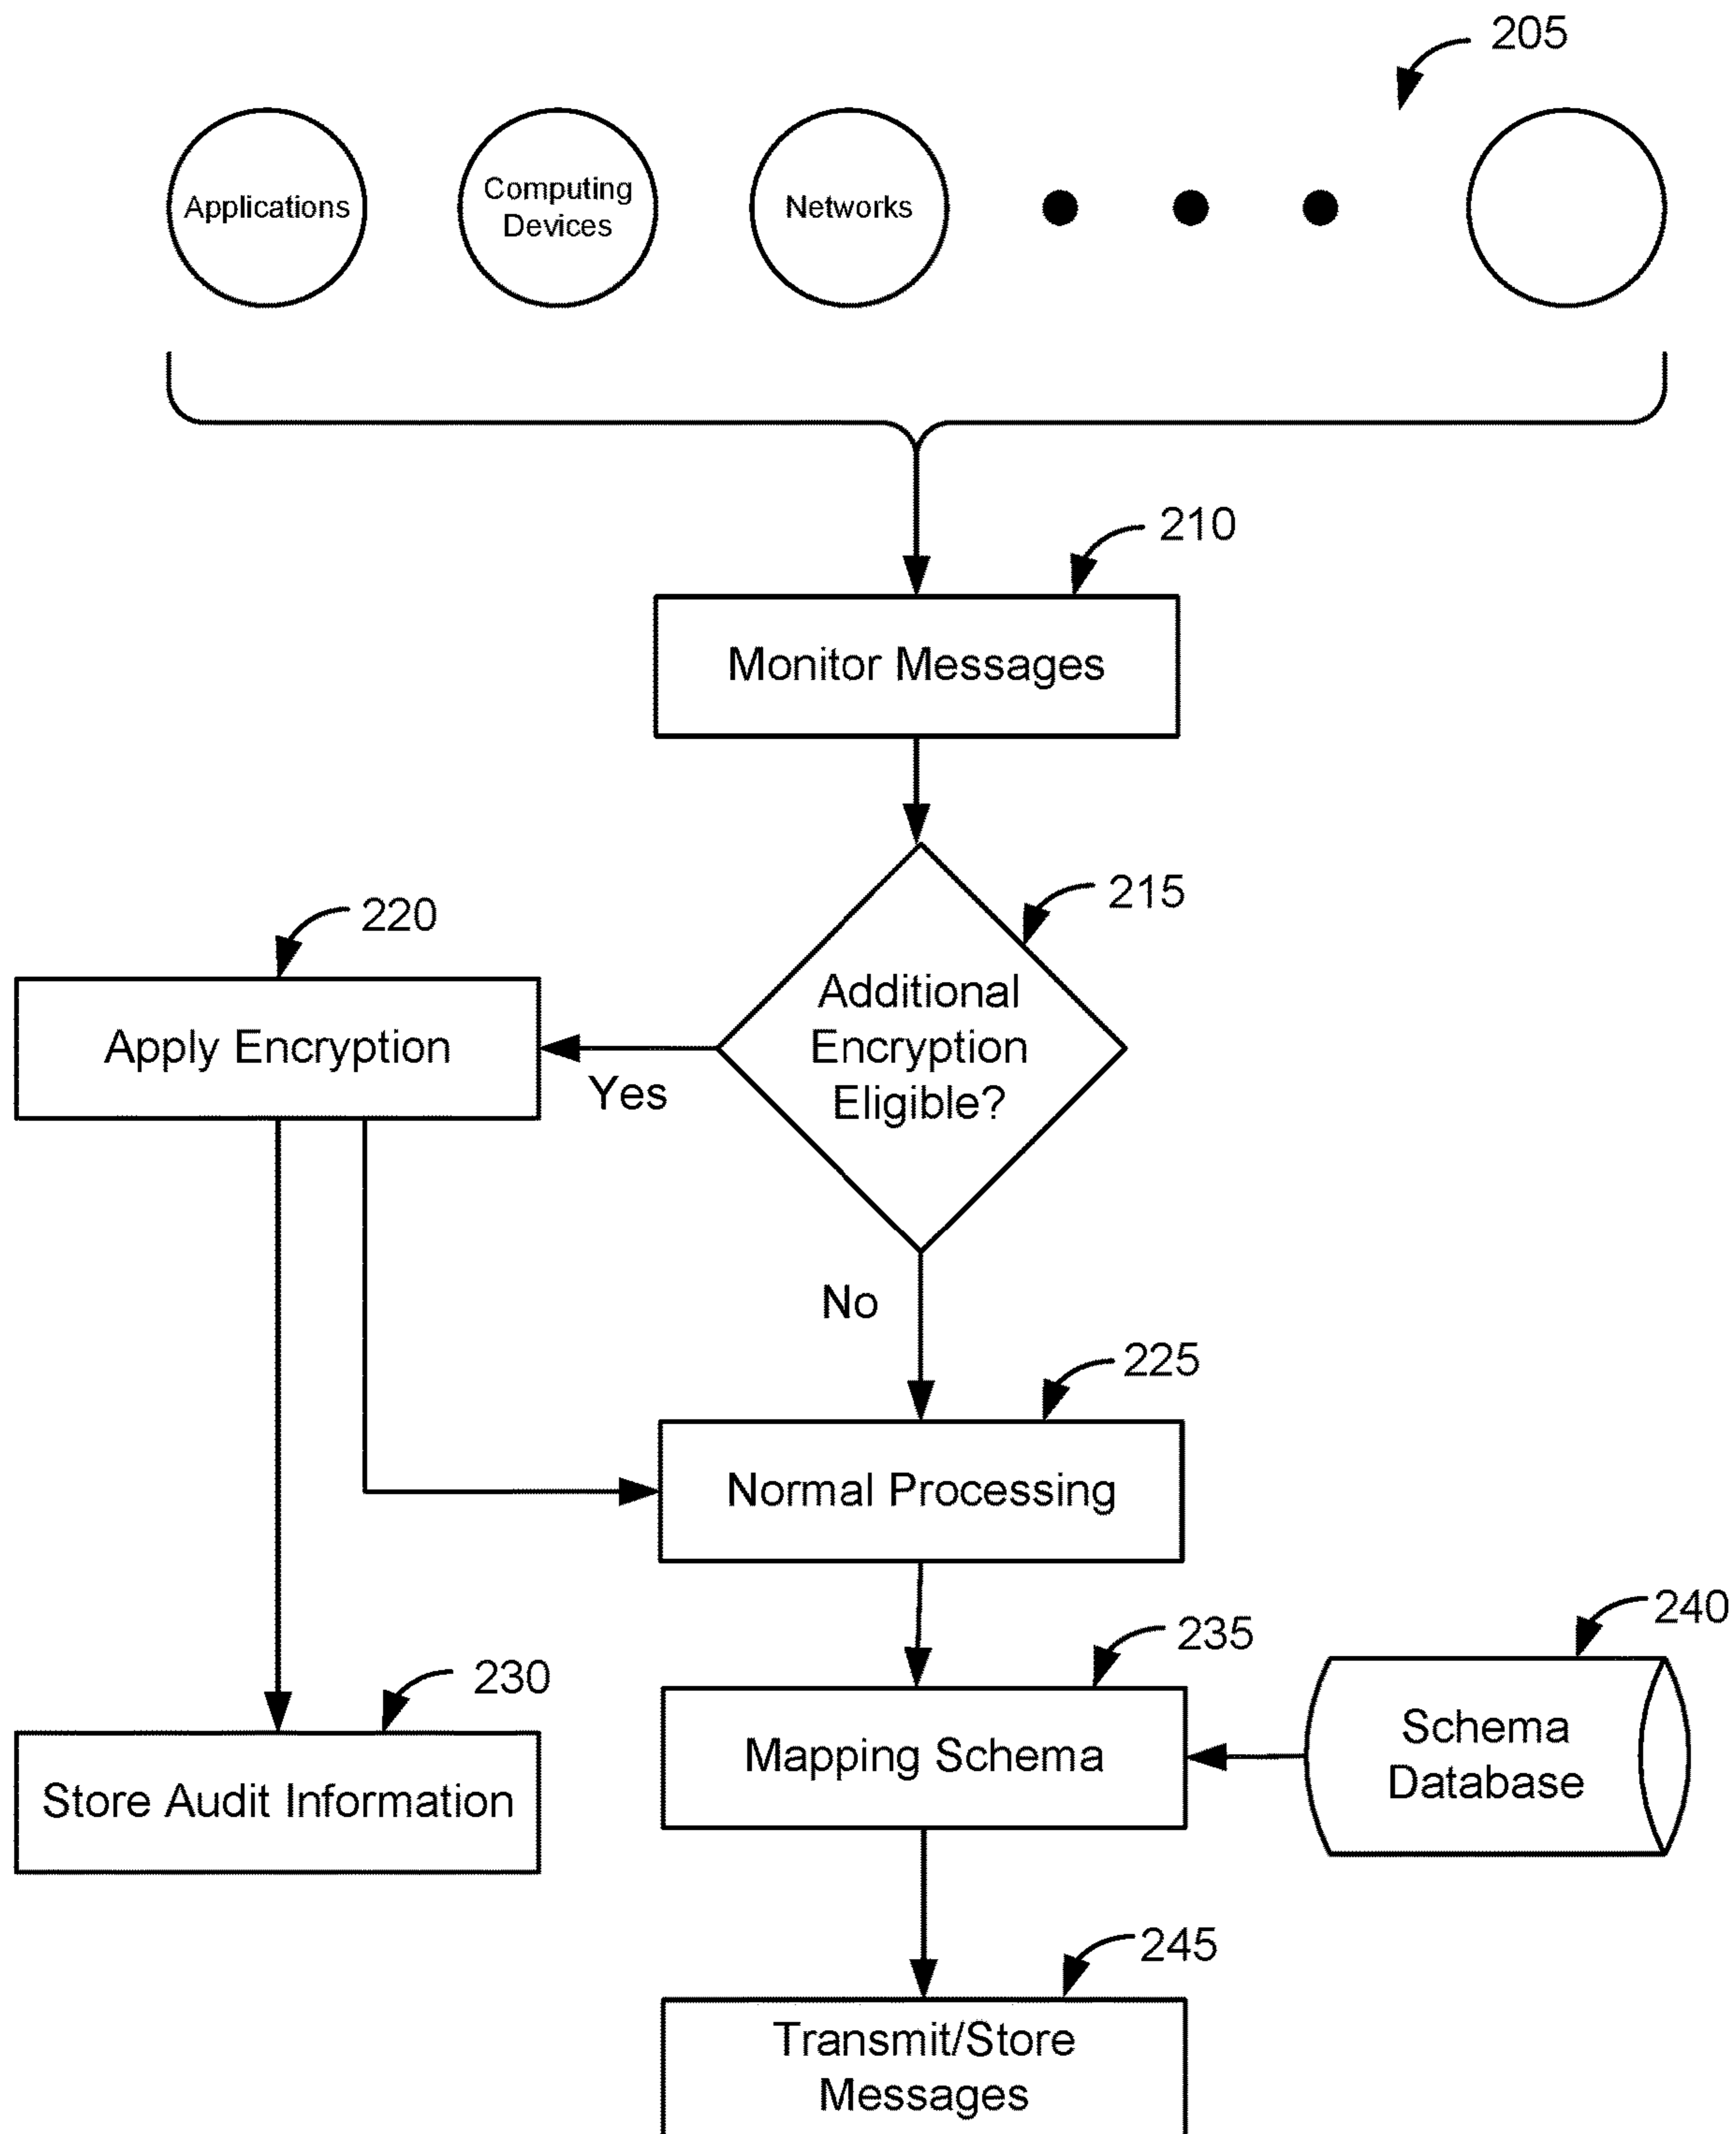 205
Applications
Computing
Devices
Networks
210
Monitor Messages
215
Additional
Encryption
Eligible?
220
Apply Encryption
Yes
No
225
Normal Processing
230
Store Audit Information
235
Mapping Schema
240
Schema
Database
245
Transmit/Store
Messages